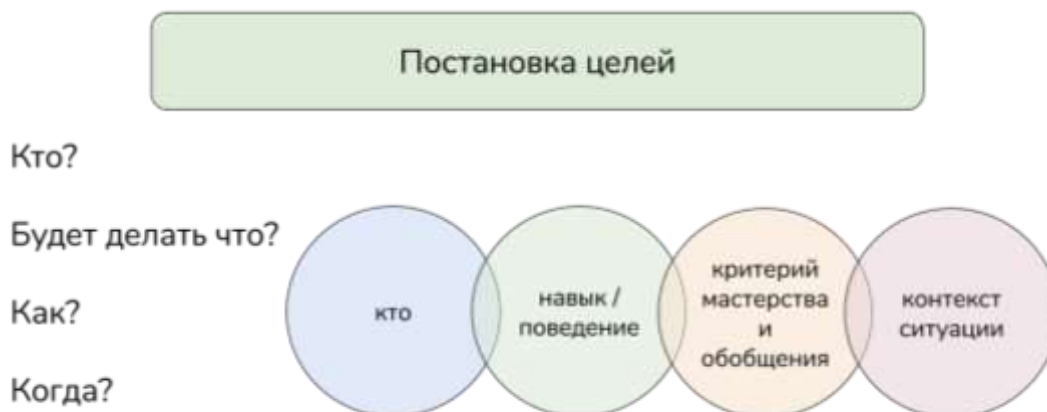 Постановка целей
Кто?
Будет делать что?
Как?
Когда?
кто
навык /
поведение
критерий
мастерства
и
обобщения
контекст
ситуации